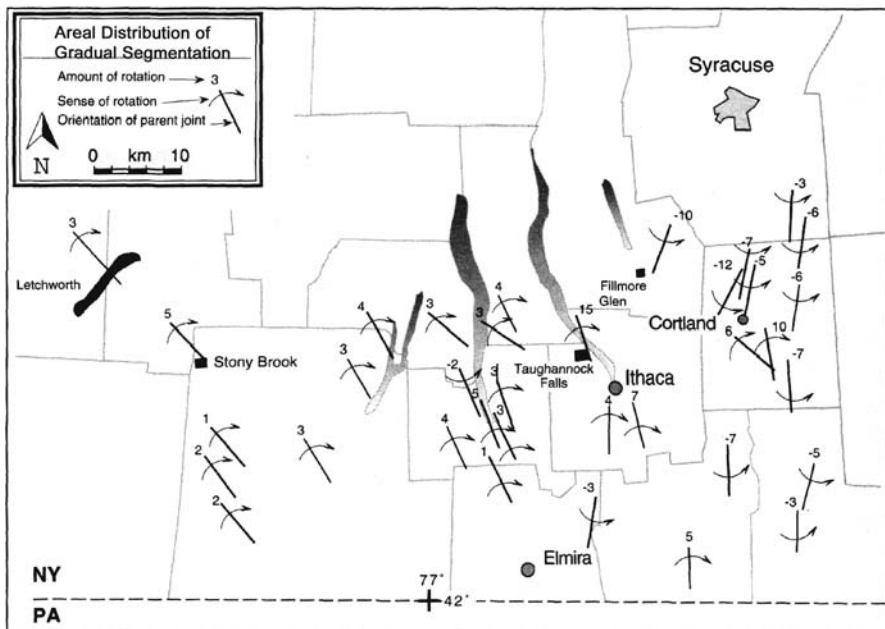 Areal Distribution of
Gradual Segmentation
Amount of rotation
3
Sense of rotation
Orientation of parent joint
0 km 10
N
Syracuse
-3
-10
-6
3
-7
-5
-12
Letchworth
Fillmore
Glen
-6
4
5
4
3
3
15
Cortland
6
10
Stony Brook
3
-2
3
Taughannock
Falls
Ithaca
-7
5
3
4
7
1
3
4
2
1
-7
-5
2
-3
-3
Elmira
5
NY
77°
42°
PA